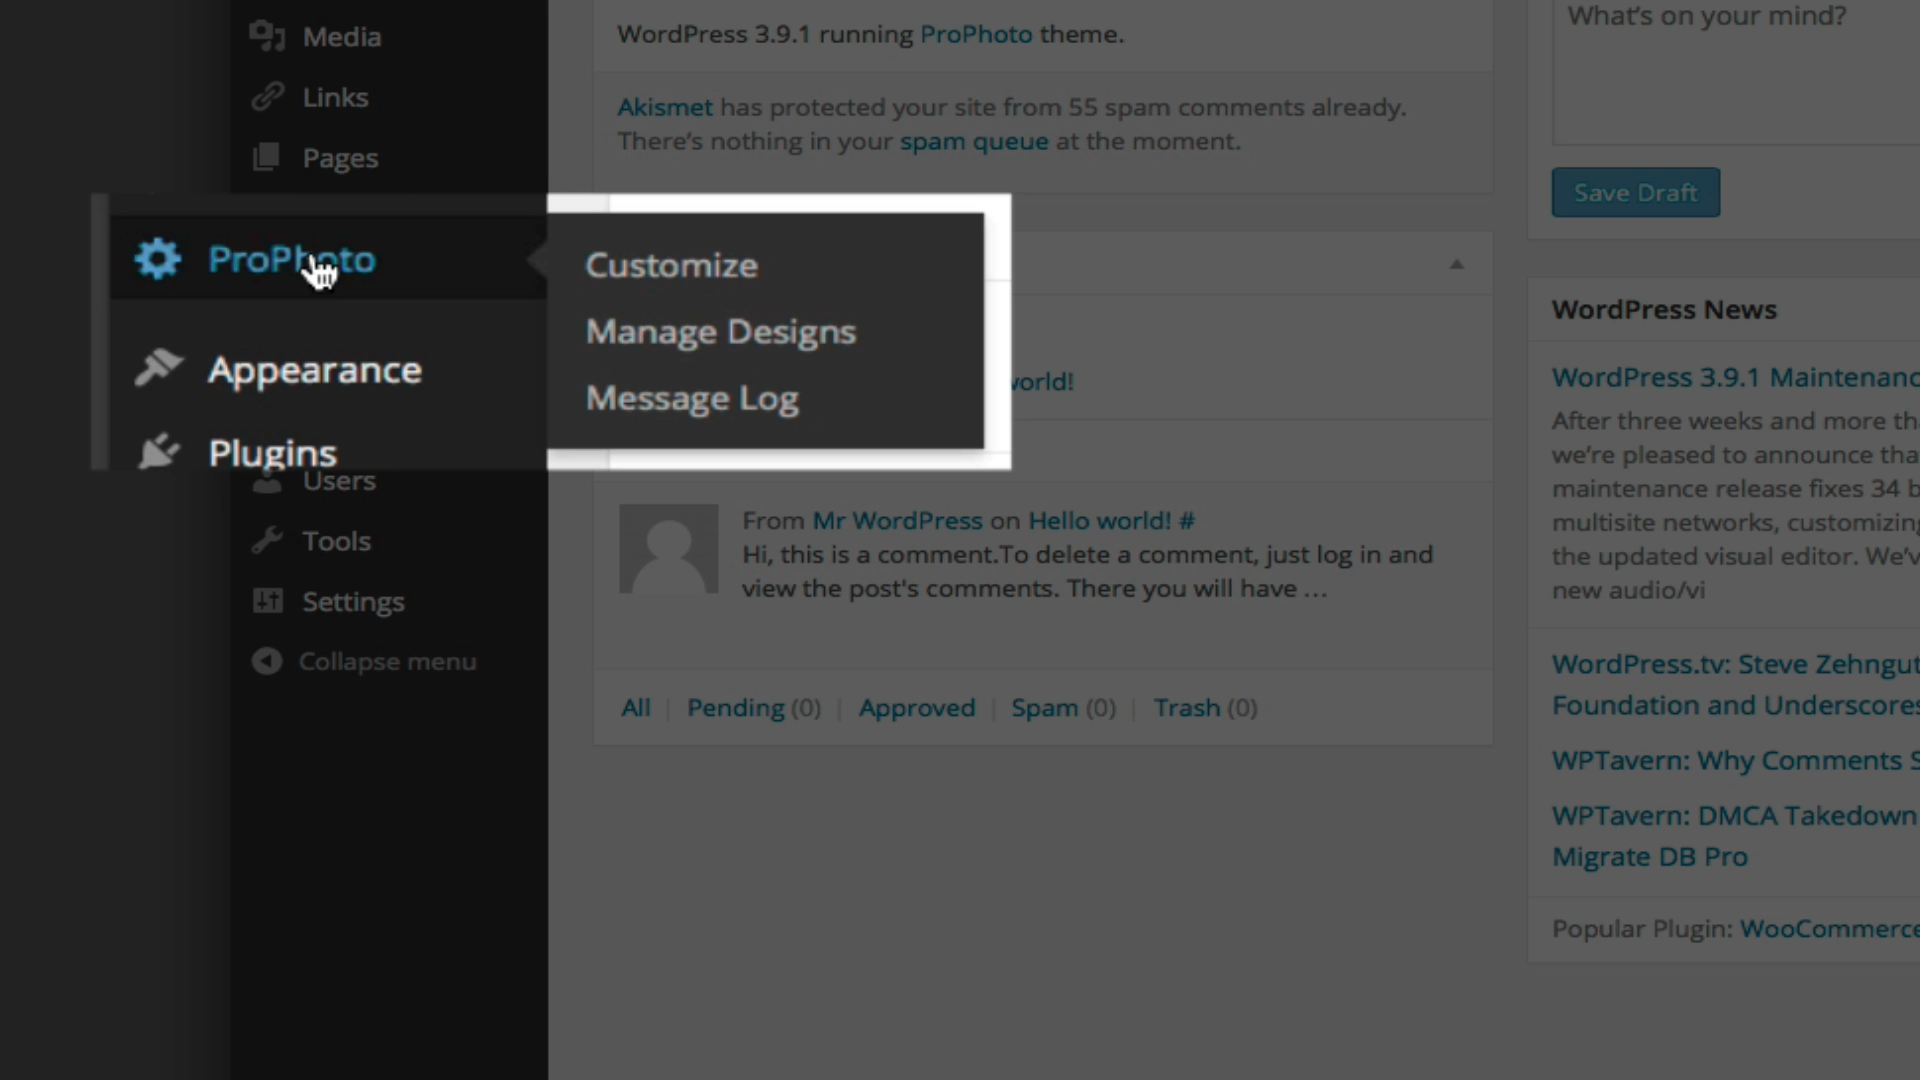 Media
Links
Pages
ProPhoto
Appearance
Plugins
Users
Tools
Settings
Collapse menu
Customize
Manage Designs
Message Log
WordPress 3.9.1 running ProPhoto theme.
Akismet has protected your site from 55 spam comments already.
There's nothing in your spam queue at the moment.
world!
From Mr WordPress on Hello world! #
Hi, this is a comment.To delete a comment, just log in and
view the post's comments. There you will have …
All | Pending (0) | Approved | Spam (0) | Trash (0)
What's on your mind?
Save Draft
WordPress News
WordPress 3.9.1 Maintenanc
After three weeks and more tha
we're pleased to announce tha
maintenance release fixes 34 b
multisite networks, customizing
the updated visual editor. We'v
new audio/vi
WordPress.tv: Steve Zehngut
Foundation and Underscores
WPTavern: Why Comments S
WPTavern: DMCA Takedown
Migrate DB Pro
Popular Plugin: WooCommerce